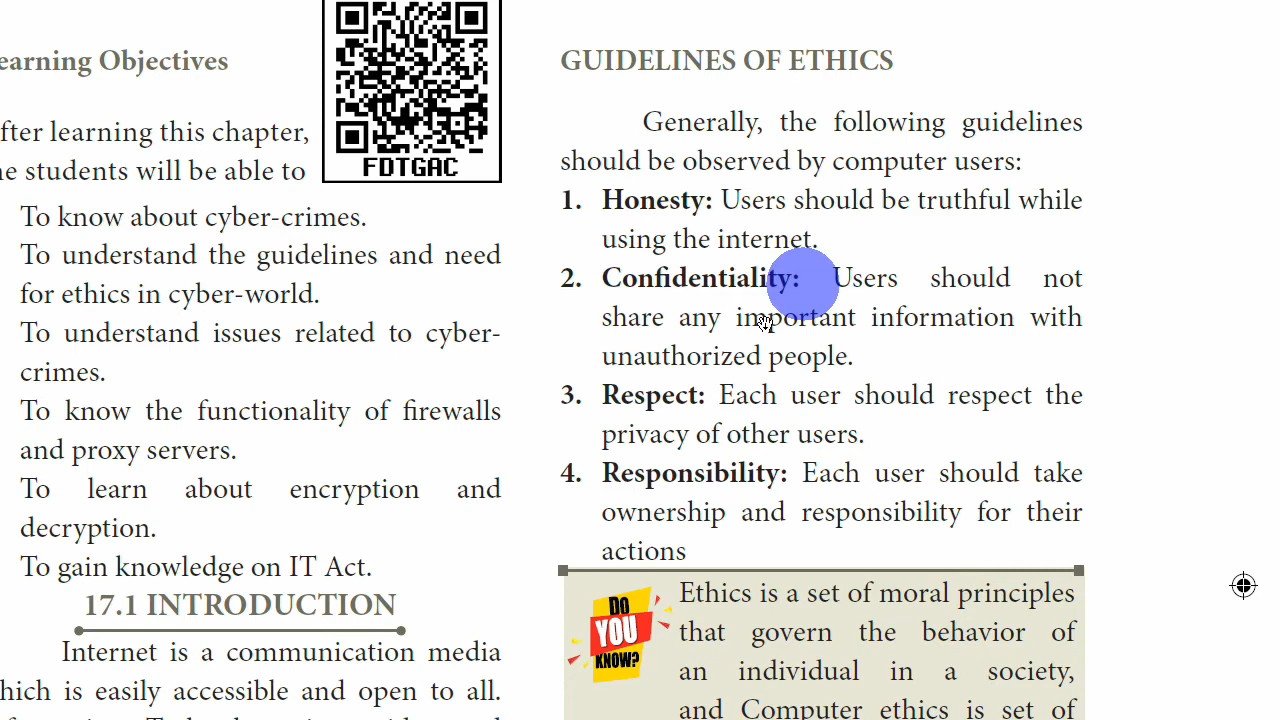 earning Objectives
fter learning this chapter,
e students will be able to
FDTGAC
To know about cyber-crimes.
To understand the guidelines and need
for ethics in cyber-world.
To understand issues related to cyber-
crimes.
To know the functionality of firewalls
and proxy servers.
To learn about encryption and
decryption.
To gain knowledge on IT Act.
17.1 INTRODUCTION
Internet is a communication media
hich is easily accessible and open to all.
GUIDELINES OF ETHICS
Generally, the following guidelines
should be observed by computer users:
1. Honesty: Users should be truthful while
using the internet.
2. Confidentiality: Users should not
share any important information with
unauthorized people.
3. Respect: Each user should respect the
privacy of other users.
4. Responsibility: Each user should take
ownership and responsibility for their
actions
DO
YOU
KNOW?
Ethics is a set of moral principles
that govern the behavior of
an individual in a society,
and Computer ethics is set of